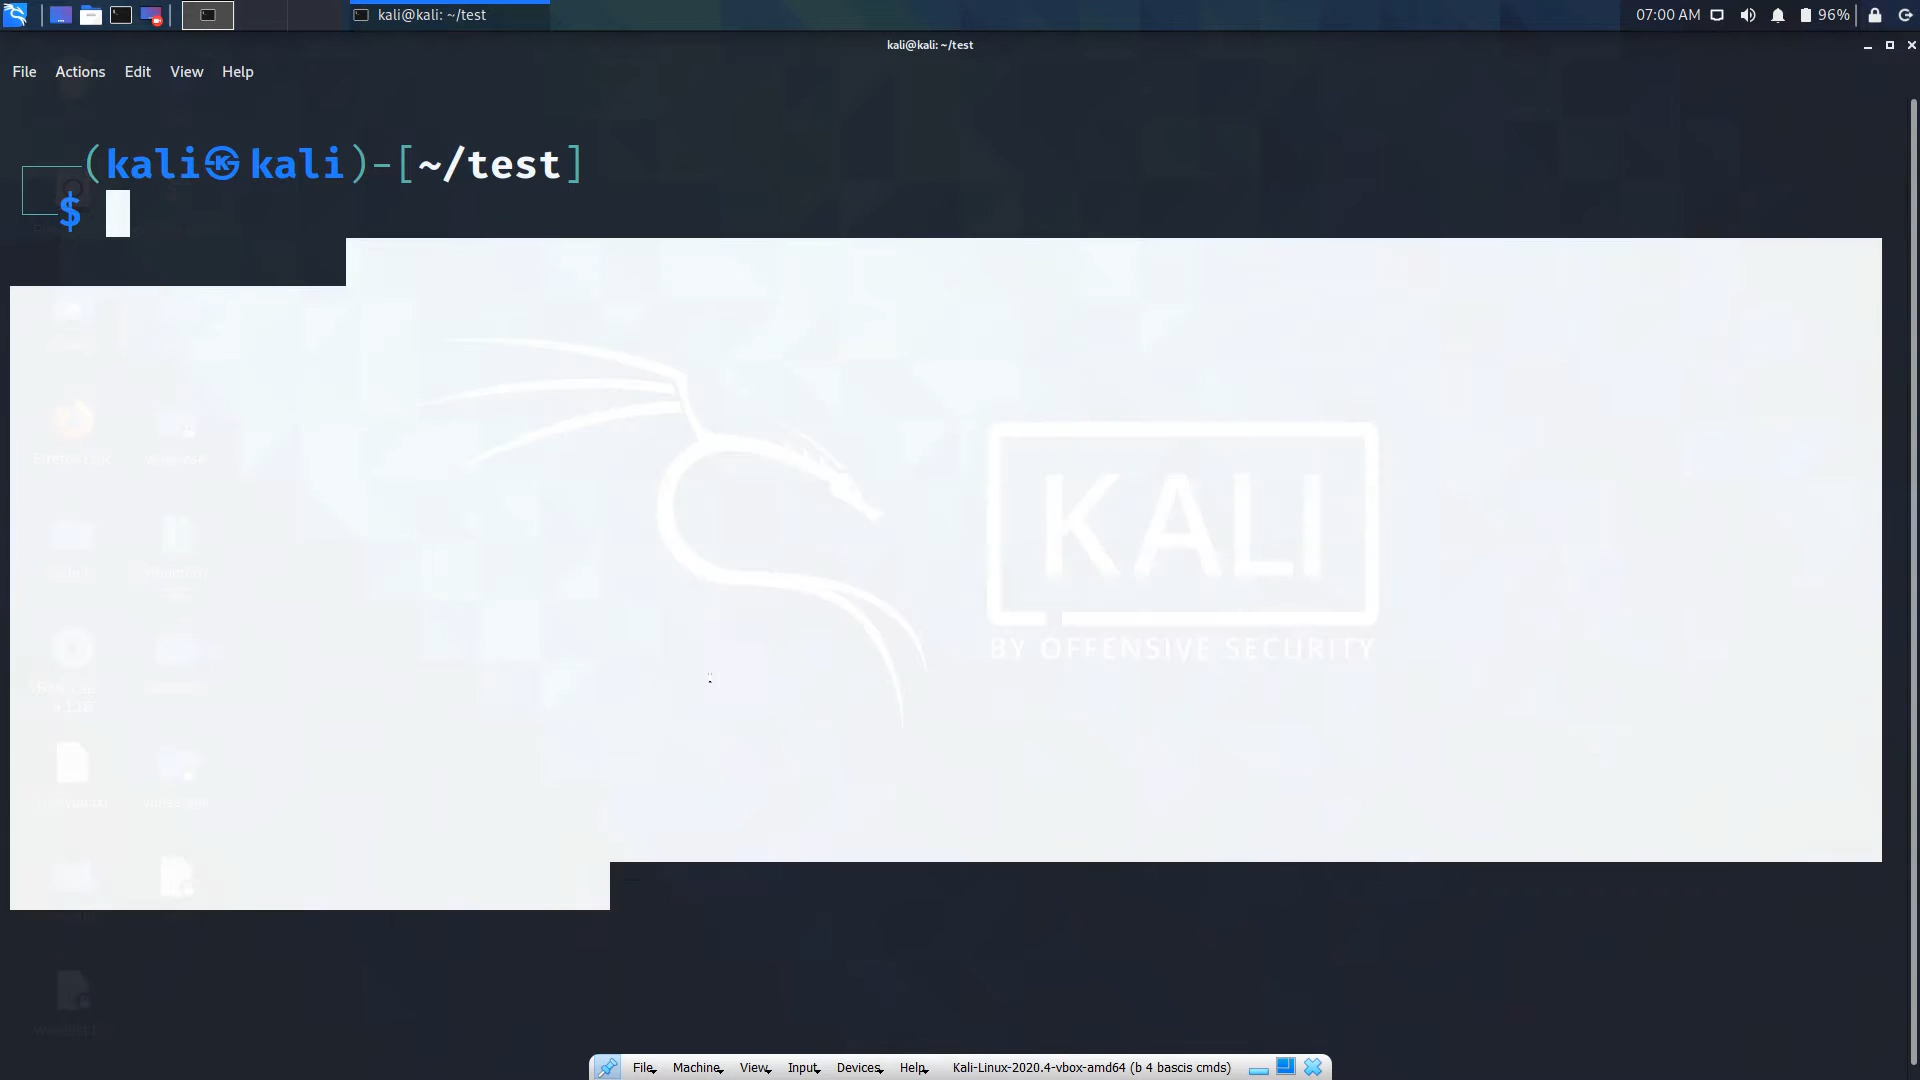 kali@kali: ~/test
07:00 AM
96%
kali@kali: ~/test
File Actions Edit View Help
(kali㉿kali)-[~/test]
$
KALI
BY OFFENSIVE SECURITY
File Machine View Input Devices Help Kali-Linux-2020.4-vbox-amd64 (b 4 bascis cmds)